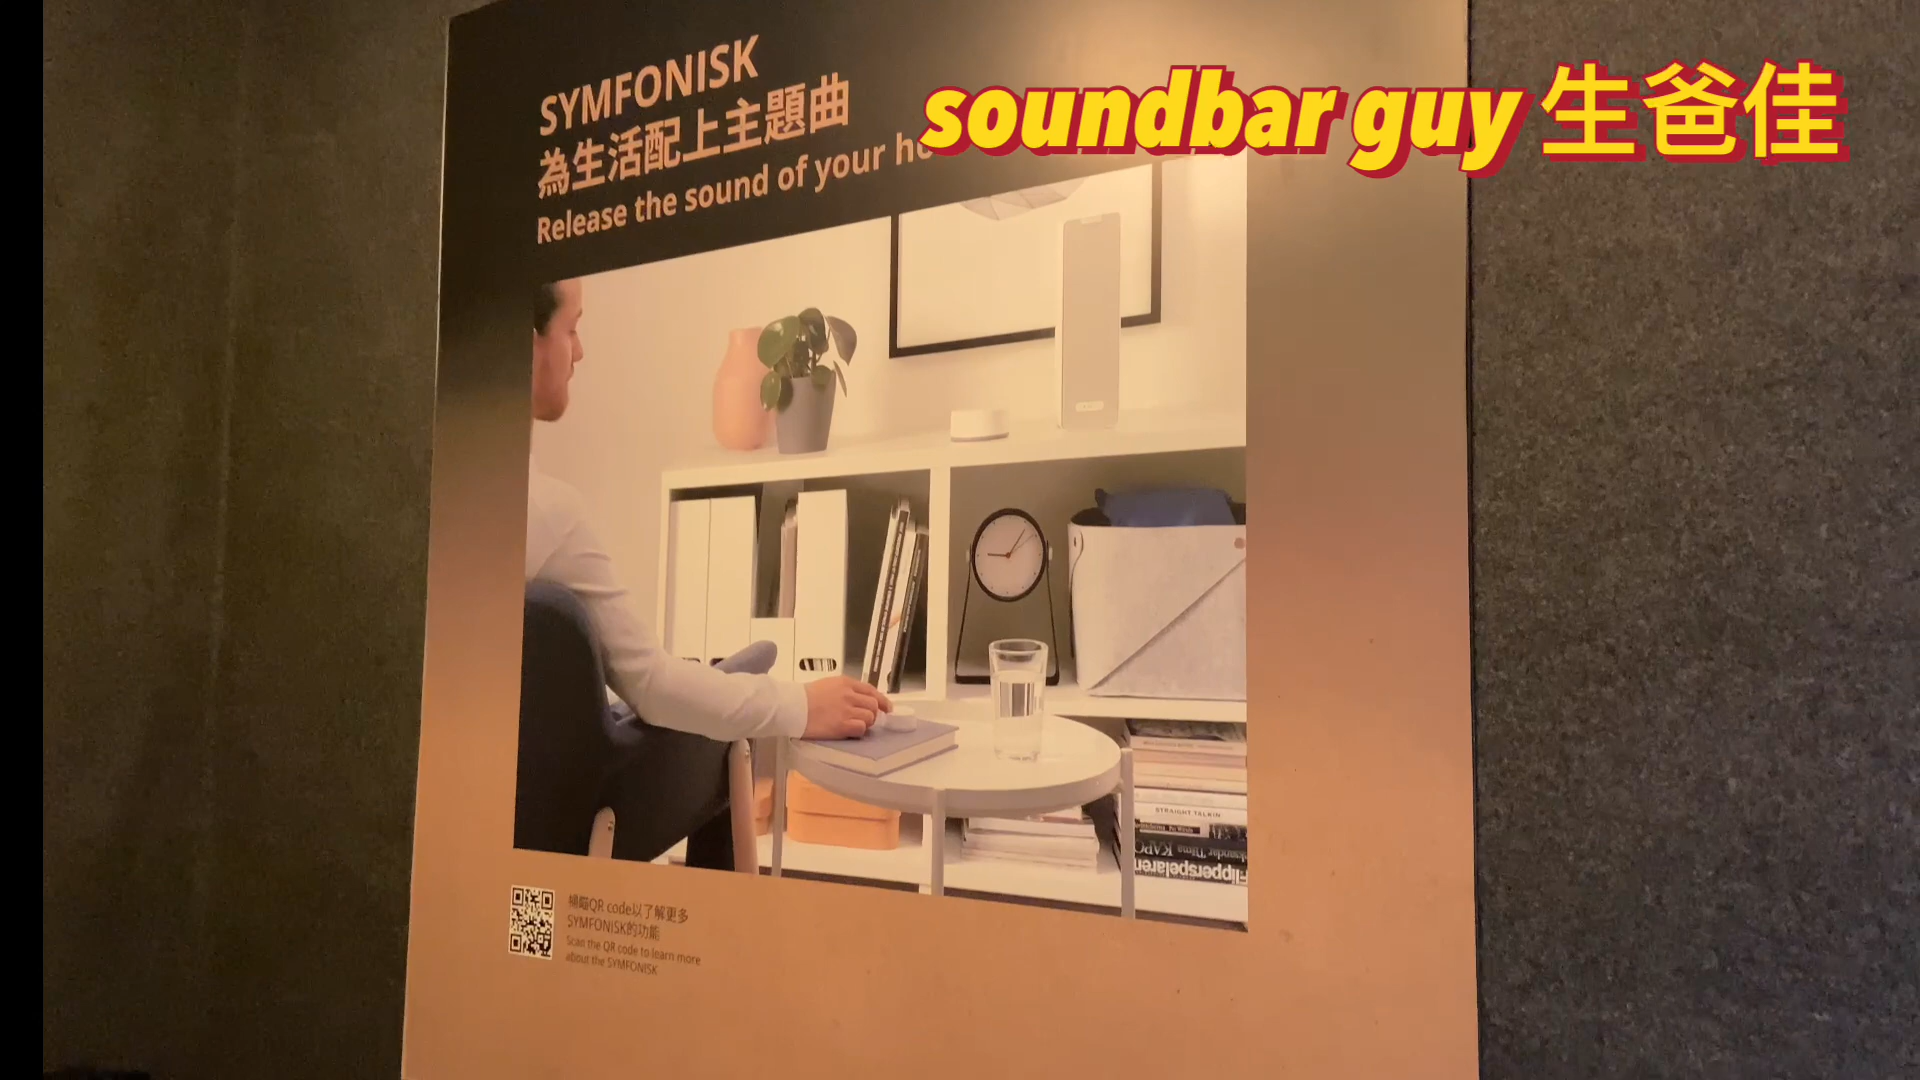 SYMFONISK
為生活配上主題曲
Release the sound of your ho
soundbar guy 生爸佳
STRAIGHT TALKIN
Flipperspelaren
掃瞄QR code以了解更多
SYMFONISK的功能
Scan the QR code to learn more
about the SYMFONISK